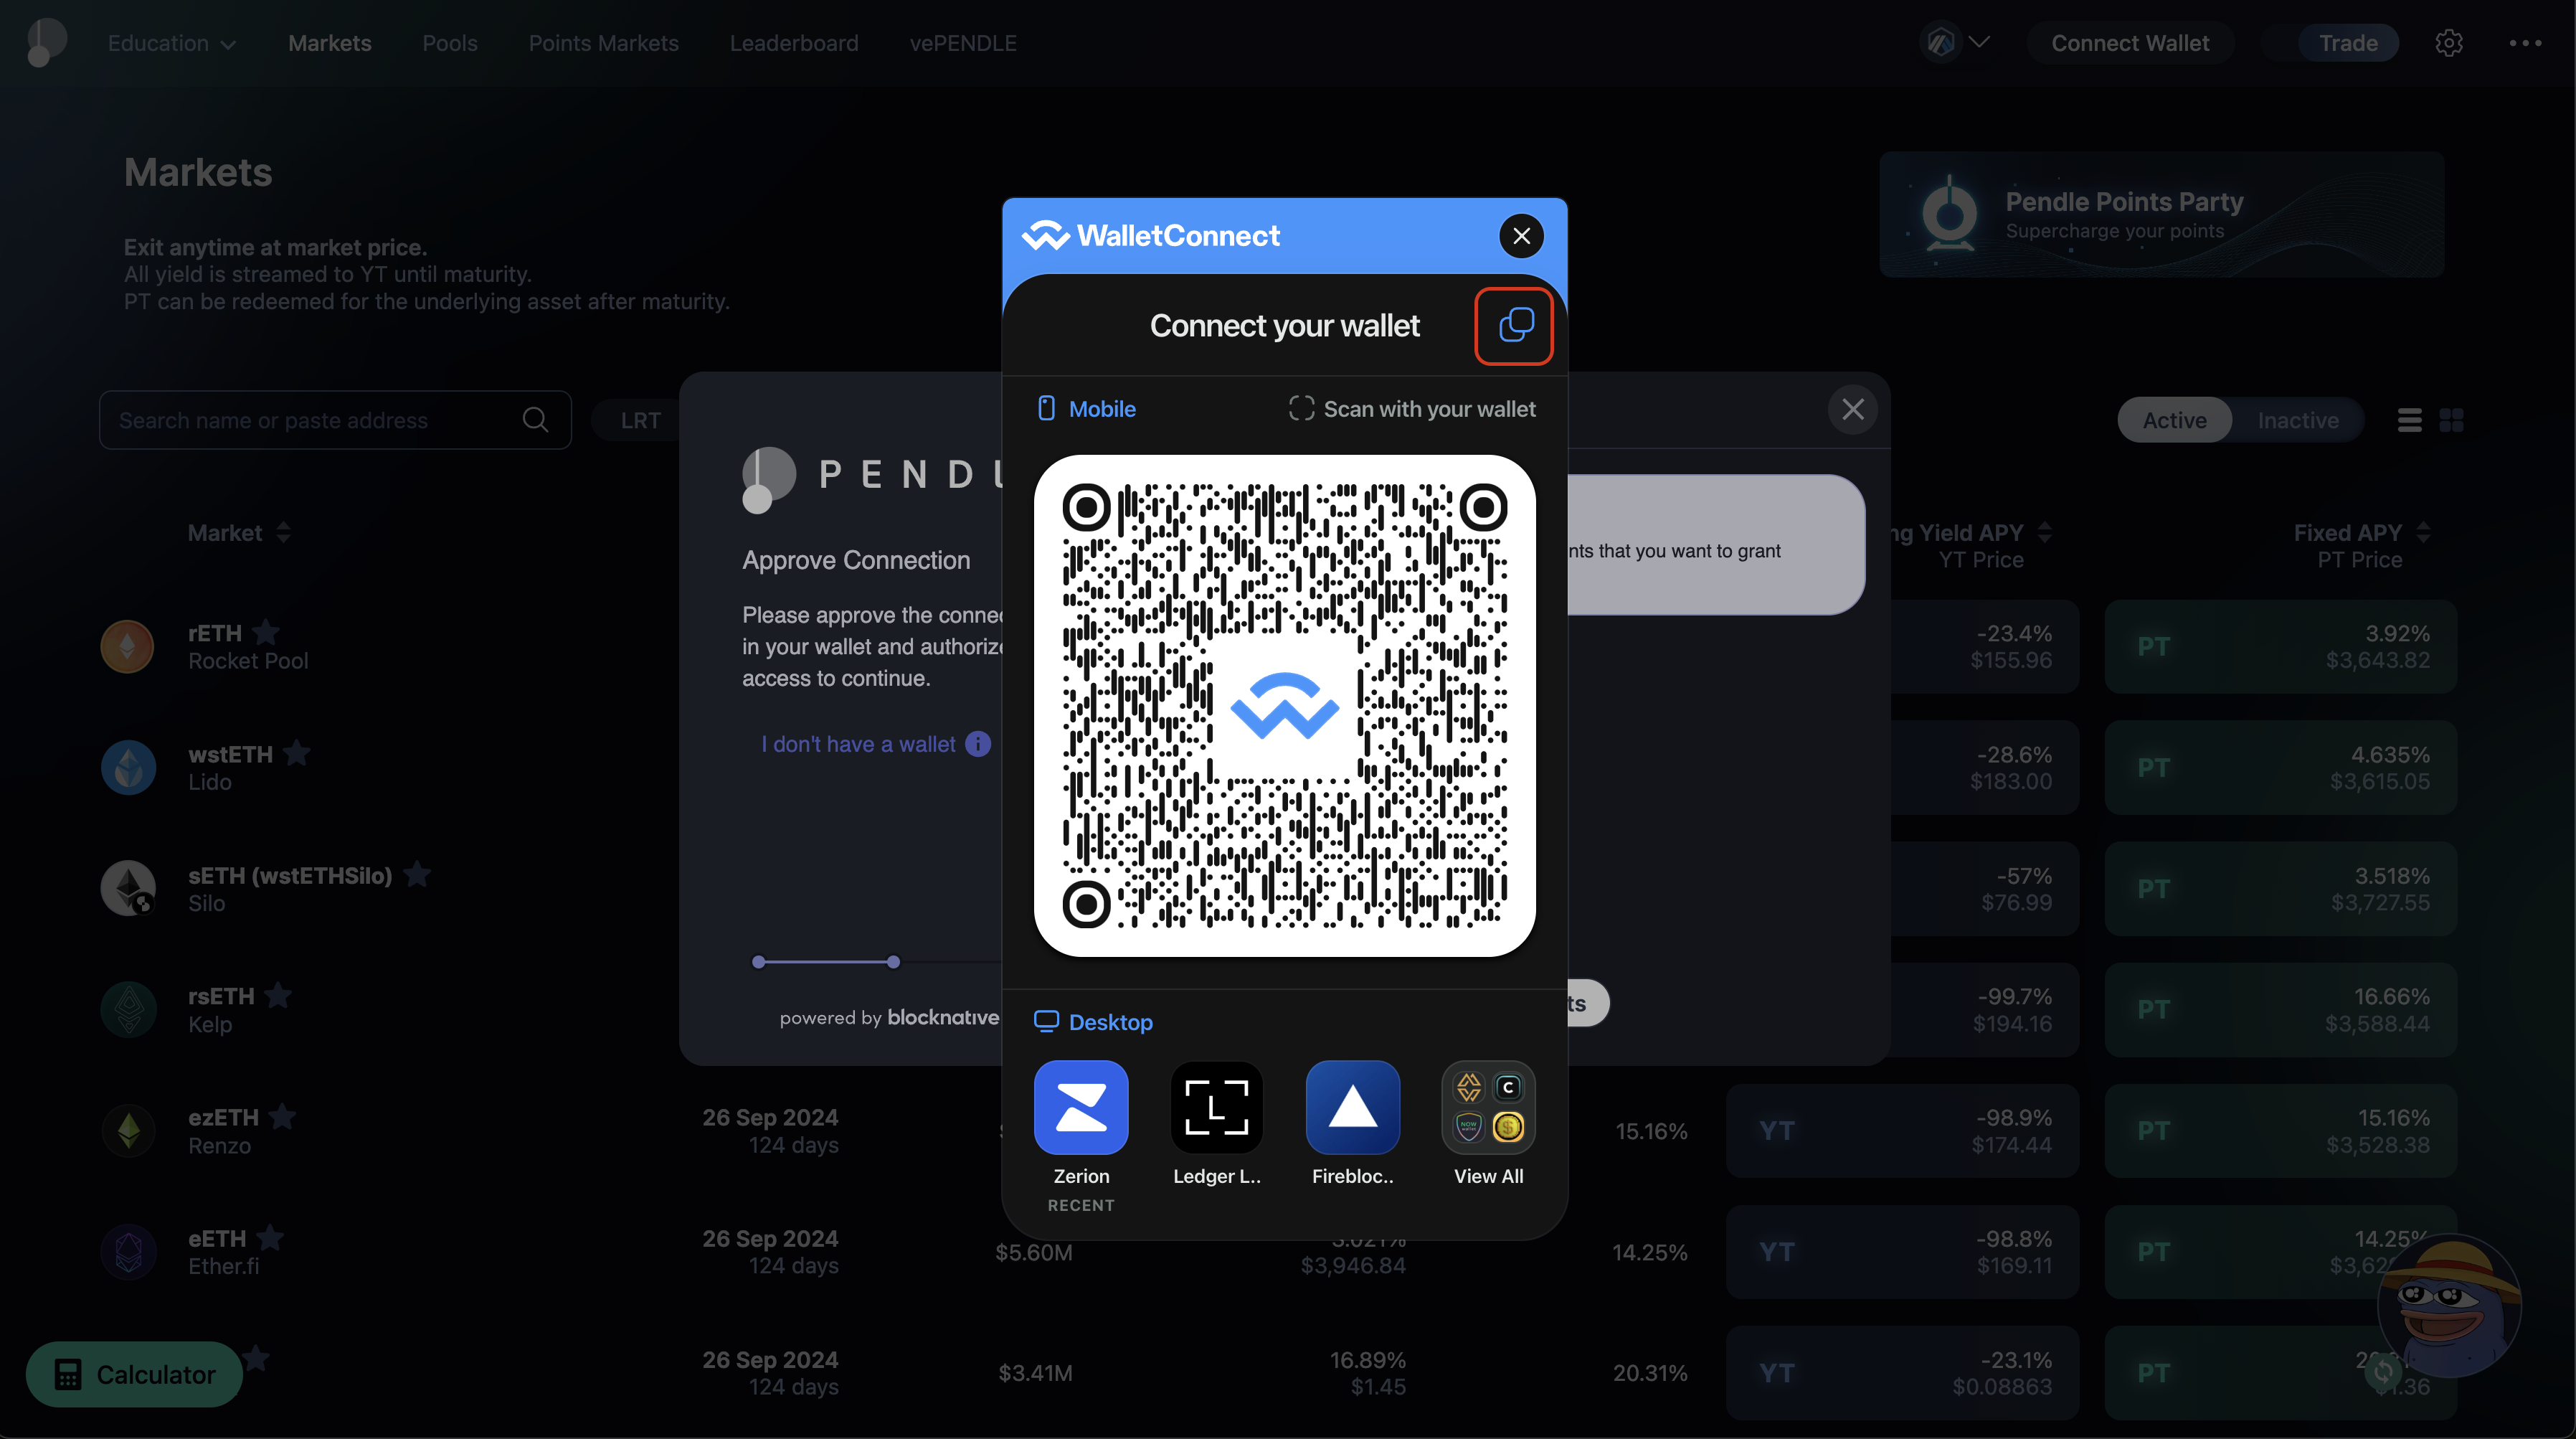 Education
Markets
Pools
Points Markets
Leaderboard
vePENDLE
Connect Wallet
Trade
Markets
Exit anytime at market price.
All yield is streamed to YT until maturity.
PT can be redeemed for the underlying asset after maturity.
Pendle Points Party
Supercharge your points
WalletConnect
Connect your wallet
Mobile
Scan with your wallet
Search name or paste address
LRT
Active
Inactive
PENDL
Approve Connection
Please approve the connec
in your wallet and authoriz
access to continue.
I don't have a wallet
powered by blocknative
nts that you want to grant
ts
Market
ng Yield APY
YT Price
Fixed APY
PT Price
rETH
Rocket Pool
-23.4%
$155.96
PT
3.92%
$3,643.82
wstETH
Lido
-28.6%
$183.00
PT
4.635%
$3,615.05
sETH (wstETHSilo)
Silo
-57%
$76.99
PT
3.518%
$3,727.55
rsETH
Kelp
-99.7%
$194.16
PT
16.66%
$3,588.44
Desktop
L
C
NOW
Zerion
RECENT
Ledger L..
Firebloc..
View All
ezETH
Renzo
26 Sep 2024
124 days
15.16%
YT
-98.9%
$174.44
PT
15.16%
$3,528.38
eETH
Ether.fi
26 Sep 2024
124 days
$5.60M
3.021%
$3,946.84
14.25%
YT
-98.8%
$169.11
PT
14.25%
$3,62
Calculator
26 Sep 2024
124 days
$3.41M
16.89%
$1.45
20.31%
YT
-23.1%
$0.08863
PT